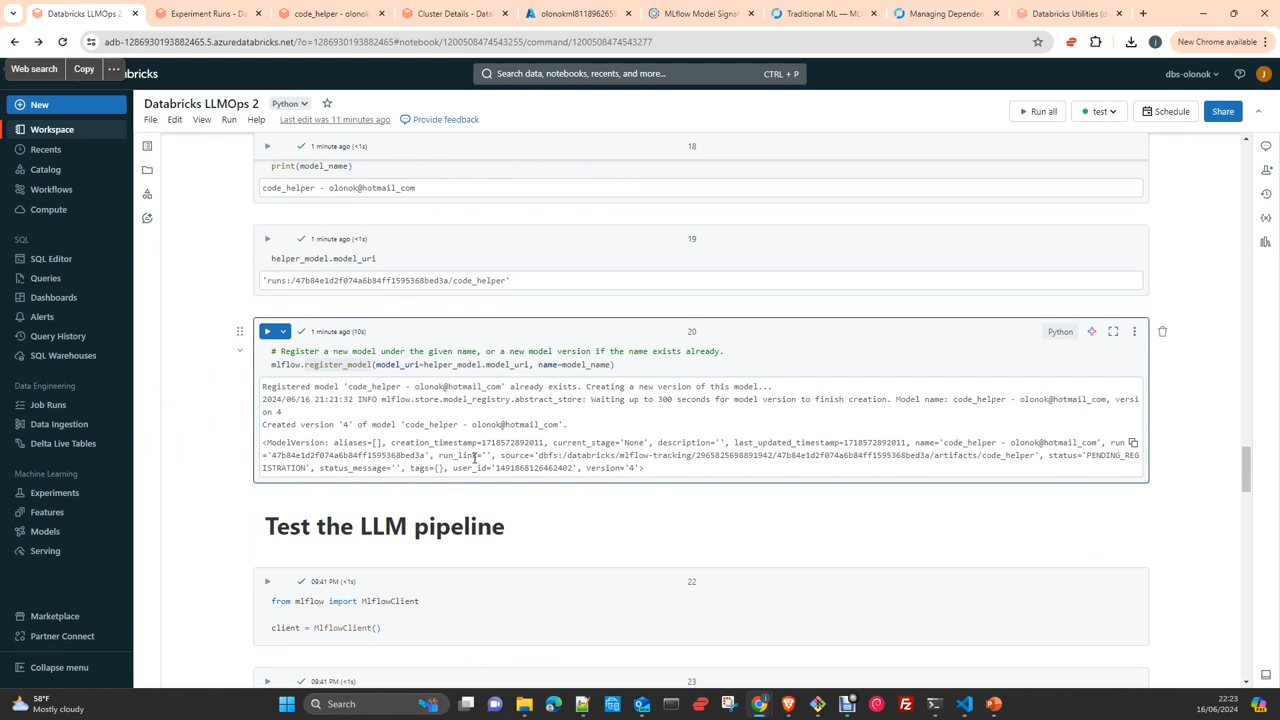 Databricks LLMOps 2
Experiment Runs - Da
code_helper - olonok
Cluster Details - Data
olonokml8118962659
MLflow Model Signat
Traditional ML — MLf
Managing Dependen
Databricks Utilities (d
adb-1286930193882465.5.azuredatabricks.net/?o=1286930193882465#notebook/1200508474543255/command/1200508474543277
New Chrome available
Web search
Copy
bricks
Search data, notebooks, recents, and more...
CTRL + P
dbs-olonok
J
New
Workspace
Recents
Catalog
Workflows
Compute
SQL
SQL Editor
Queries
Dashboards
Alerts
Query History
SQL Warehouses
Data Engineering
Job Runs
Data Ingestion
Delta Live Tables
Machine Learning
Experiments
Features
Models
Serving
Marketplace
Partner Connect
Collapse menu
Databricks LLMOps 2
Python
File
Edit
View
Run
Help
Last edit was 11 minutes ago
Provide feedback
Run all
test
Schedule
Share
1 minute ago (<1s)
18
print(model_name)
code_helper - olonok@hotmail_com
1 minute ago (<1s)
19
helper_model.model_uri
'runs:/47b84e1d2f074a6b84ff1595368bed3a/code_helper'
1 minute ago (10s)
20
Python
# Register a new model under the given name, or a new model version if the name exists already.
mlflow.register_model(model_uri=helper_model.model_uri, name=model_name)
Registered model 'code_helper - olonok@hotmail_com' already exists. Creating a new version of this model...
2024/06/16 21:21:32 INFO mlflow.store.model_registry.abstract_store: Waiting up to 300 seconds for model version to finish creation. Model name: code_helper - olonok@hotmail_com, versi
on 4
Created version '4' of model 'code_helper - olonok@hotmail_com'.
<ModelVersion: aliases=[], creation_timestamp=1718572892011, current_stage='None', description='', last_updated_timestamp=1718572892011, name='code_helper - olonok@hotmail_com', run
='47b84e1d2f074a6b84ff1595368bed3a', run_link='', source='dbfs:/databricks/mlflow-tracking/2965825698891942/47b84e1d2f074a6b84ff1595368bed3a/artifacts/code_helper', status='PENDING_REG
ISTRATION', status_message='', tags={}, user_id='1491868126462402', version='4'>
Test the LLM pipeline
09:41 PM (<1s)
22
from mlflow import MlflowClient
client = MlflowClient()
09:41 PM (<1s)
23
58°F
Mostly cloudy
Search
22:23
16/06/2024